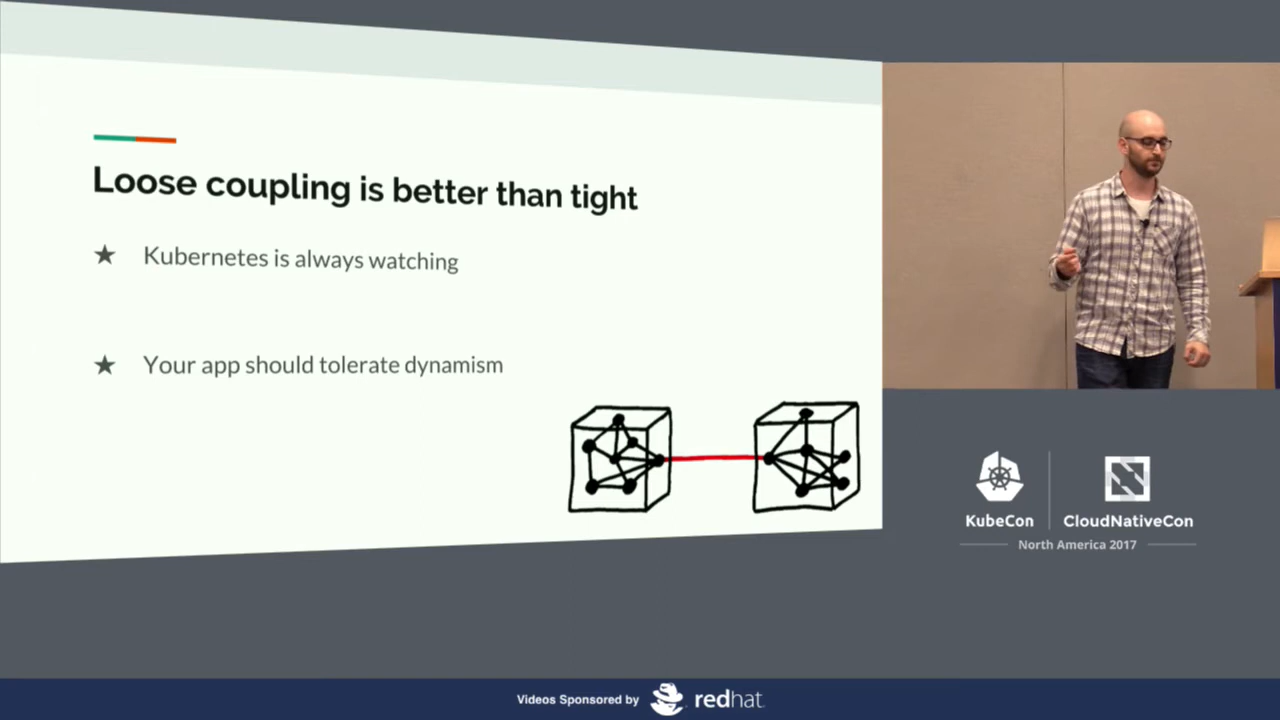 Loose coupling is better than tight
★ Kubernetes is always watching
★ Your app should tolerate dynamism
KubeCon
CloudNativeCon
North America 2017
Videos Sponsored by
redhat.